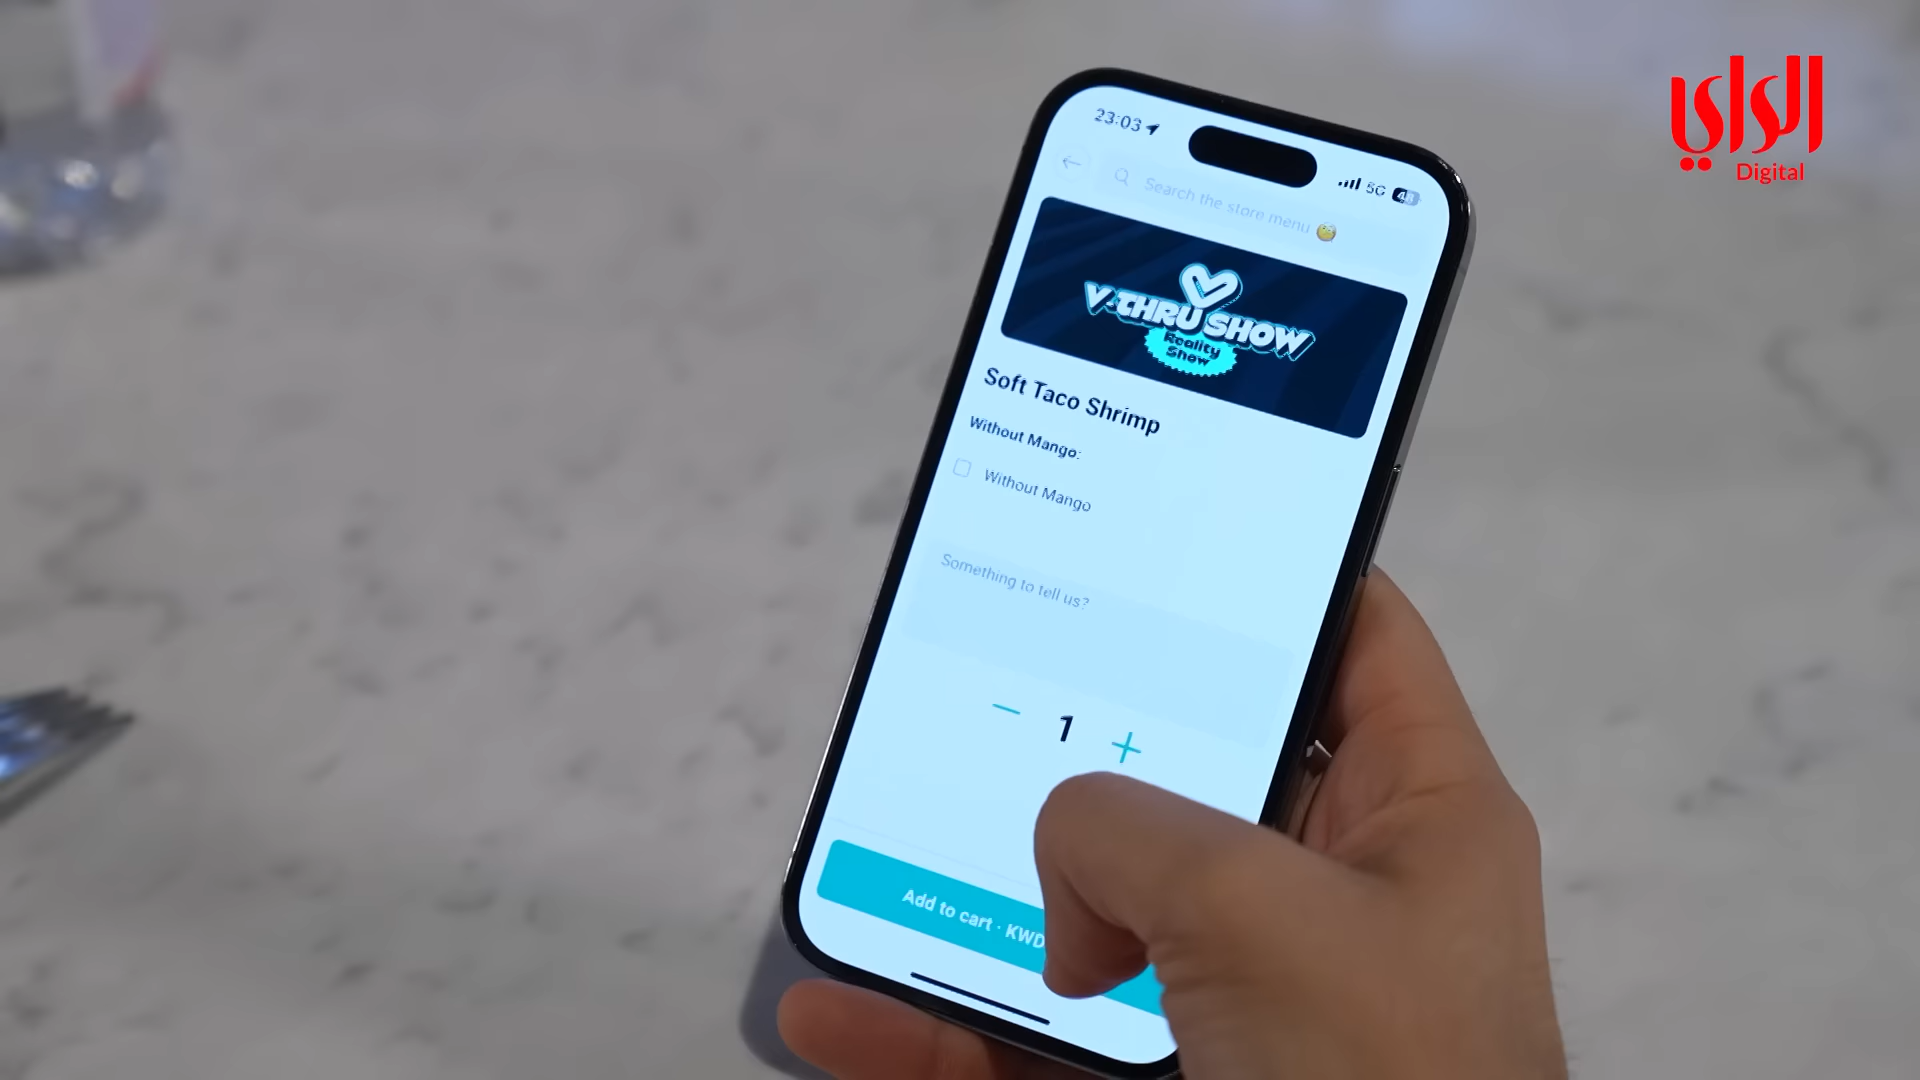 الراي
Digital
23:03
5G
48
Search the store menu
V-THRU SHOW
Reality
Show
Soft Taco Shrimp
Without Mango:
Without Mango
Something to tell us?
1
Add to cart · KWD